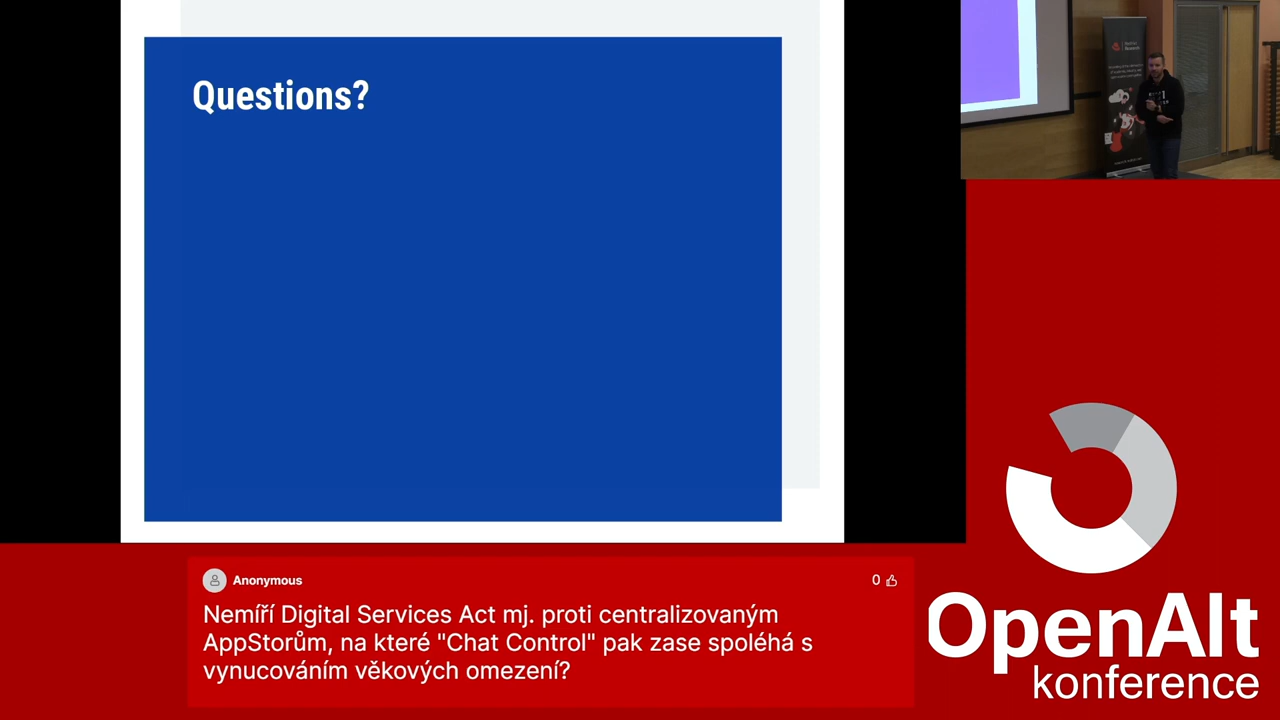 Questions?
Anonymous
0
Nemíří Digital Services Act mj. proti centralizovaným
AppStorům, na které "Chat Control" pak zase spoléhá s
vynucováním věkových omezení?
OpenAlt
konference